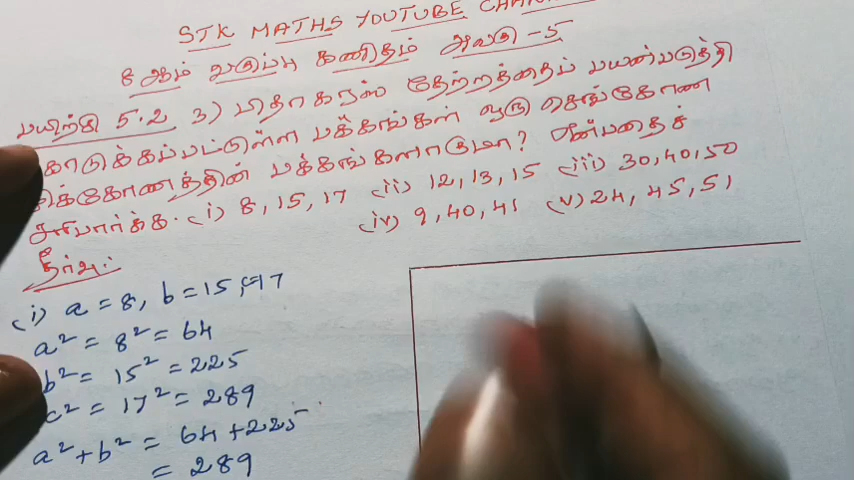 STK MATHS YOUTUBE CHAN
8 ஆம் வகுப்பு கணிதம் அலகு -5
பயிற்சி 5.2 3) பிதாகரஸ் தேற்றத்தைப் பயன்படுத்தி
கொடுக்கப்பட்டுள்ள பக்கங்கள் ஒரு செங்கோண
முக்கோணத்தின் பக்கங்களாகுமா? என்பதைச்
சரிபார்க்க. (i) 8, 15, 17 (ii) 12, 13, 15 (iii) 30, 40, 50
(iv) 9, 40, 41 (v) 24, 45, 51
தீர்வு:
(i) a = 8, b = 15, c=17
a² = 8² = 64
b² = 15² = 225
c² = 17² = 289
a² + b² = 64 + 225
= 289